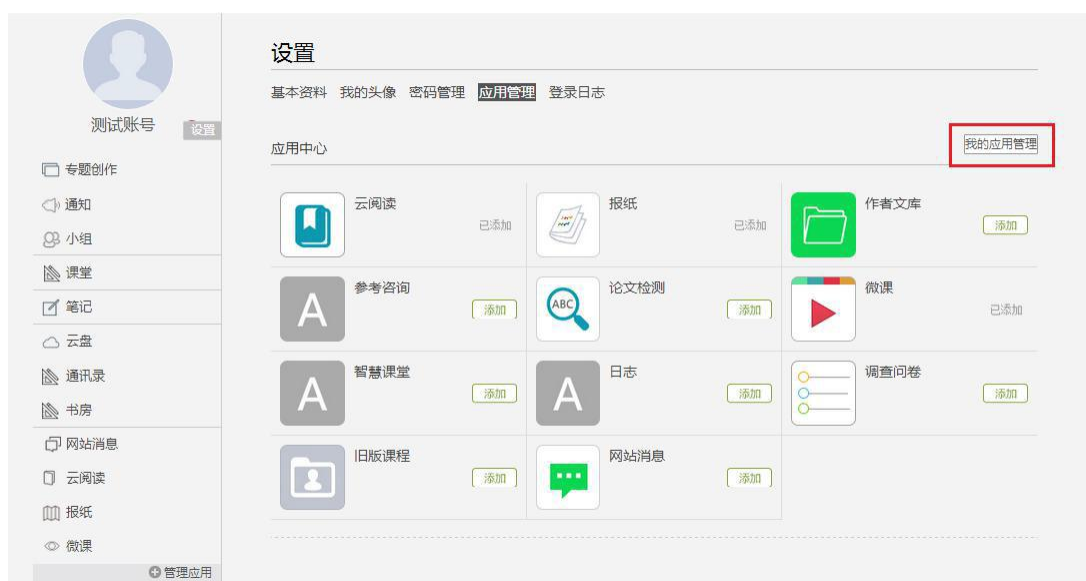 测试账号
设置
专题创作
通知
小组
课堂
笔记
云盘
通讯录
书房
网站消息
云阅读
报纸
微课
管理应用
设置
基本资料 我的头像 密码管理 应用管理 登录日志
应用中心
我的应用管理
云阅读
已添加
报纸
已添加
作者文库
添加
A
参考咨询
添加
ABC
论文检测
添加
微课
已添加
A
智慧课堂
添加
A
日志
添加
调查问卷
添加
旧版课程
添加
网站消息
添加